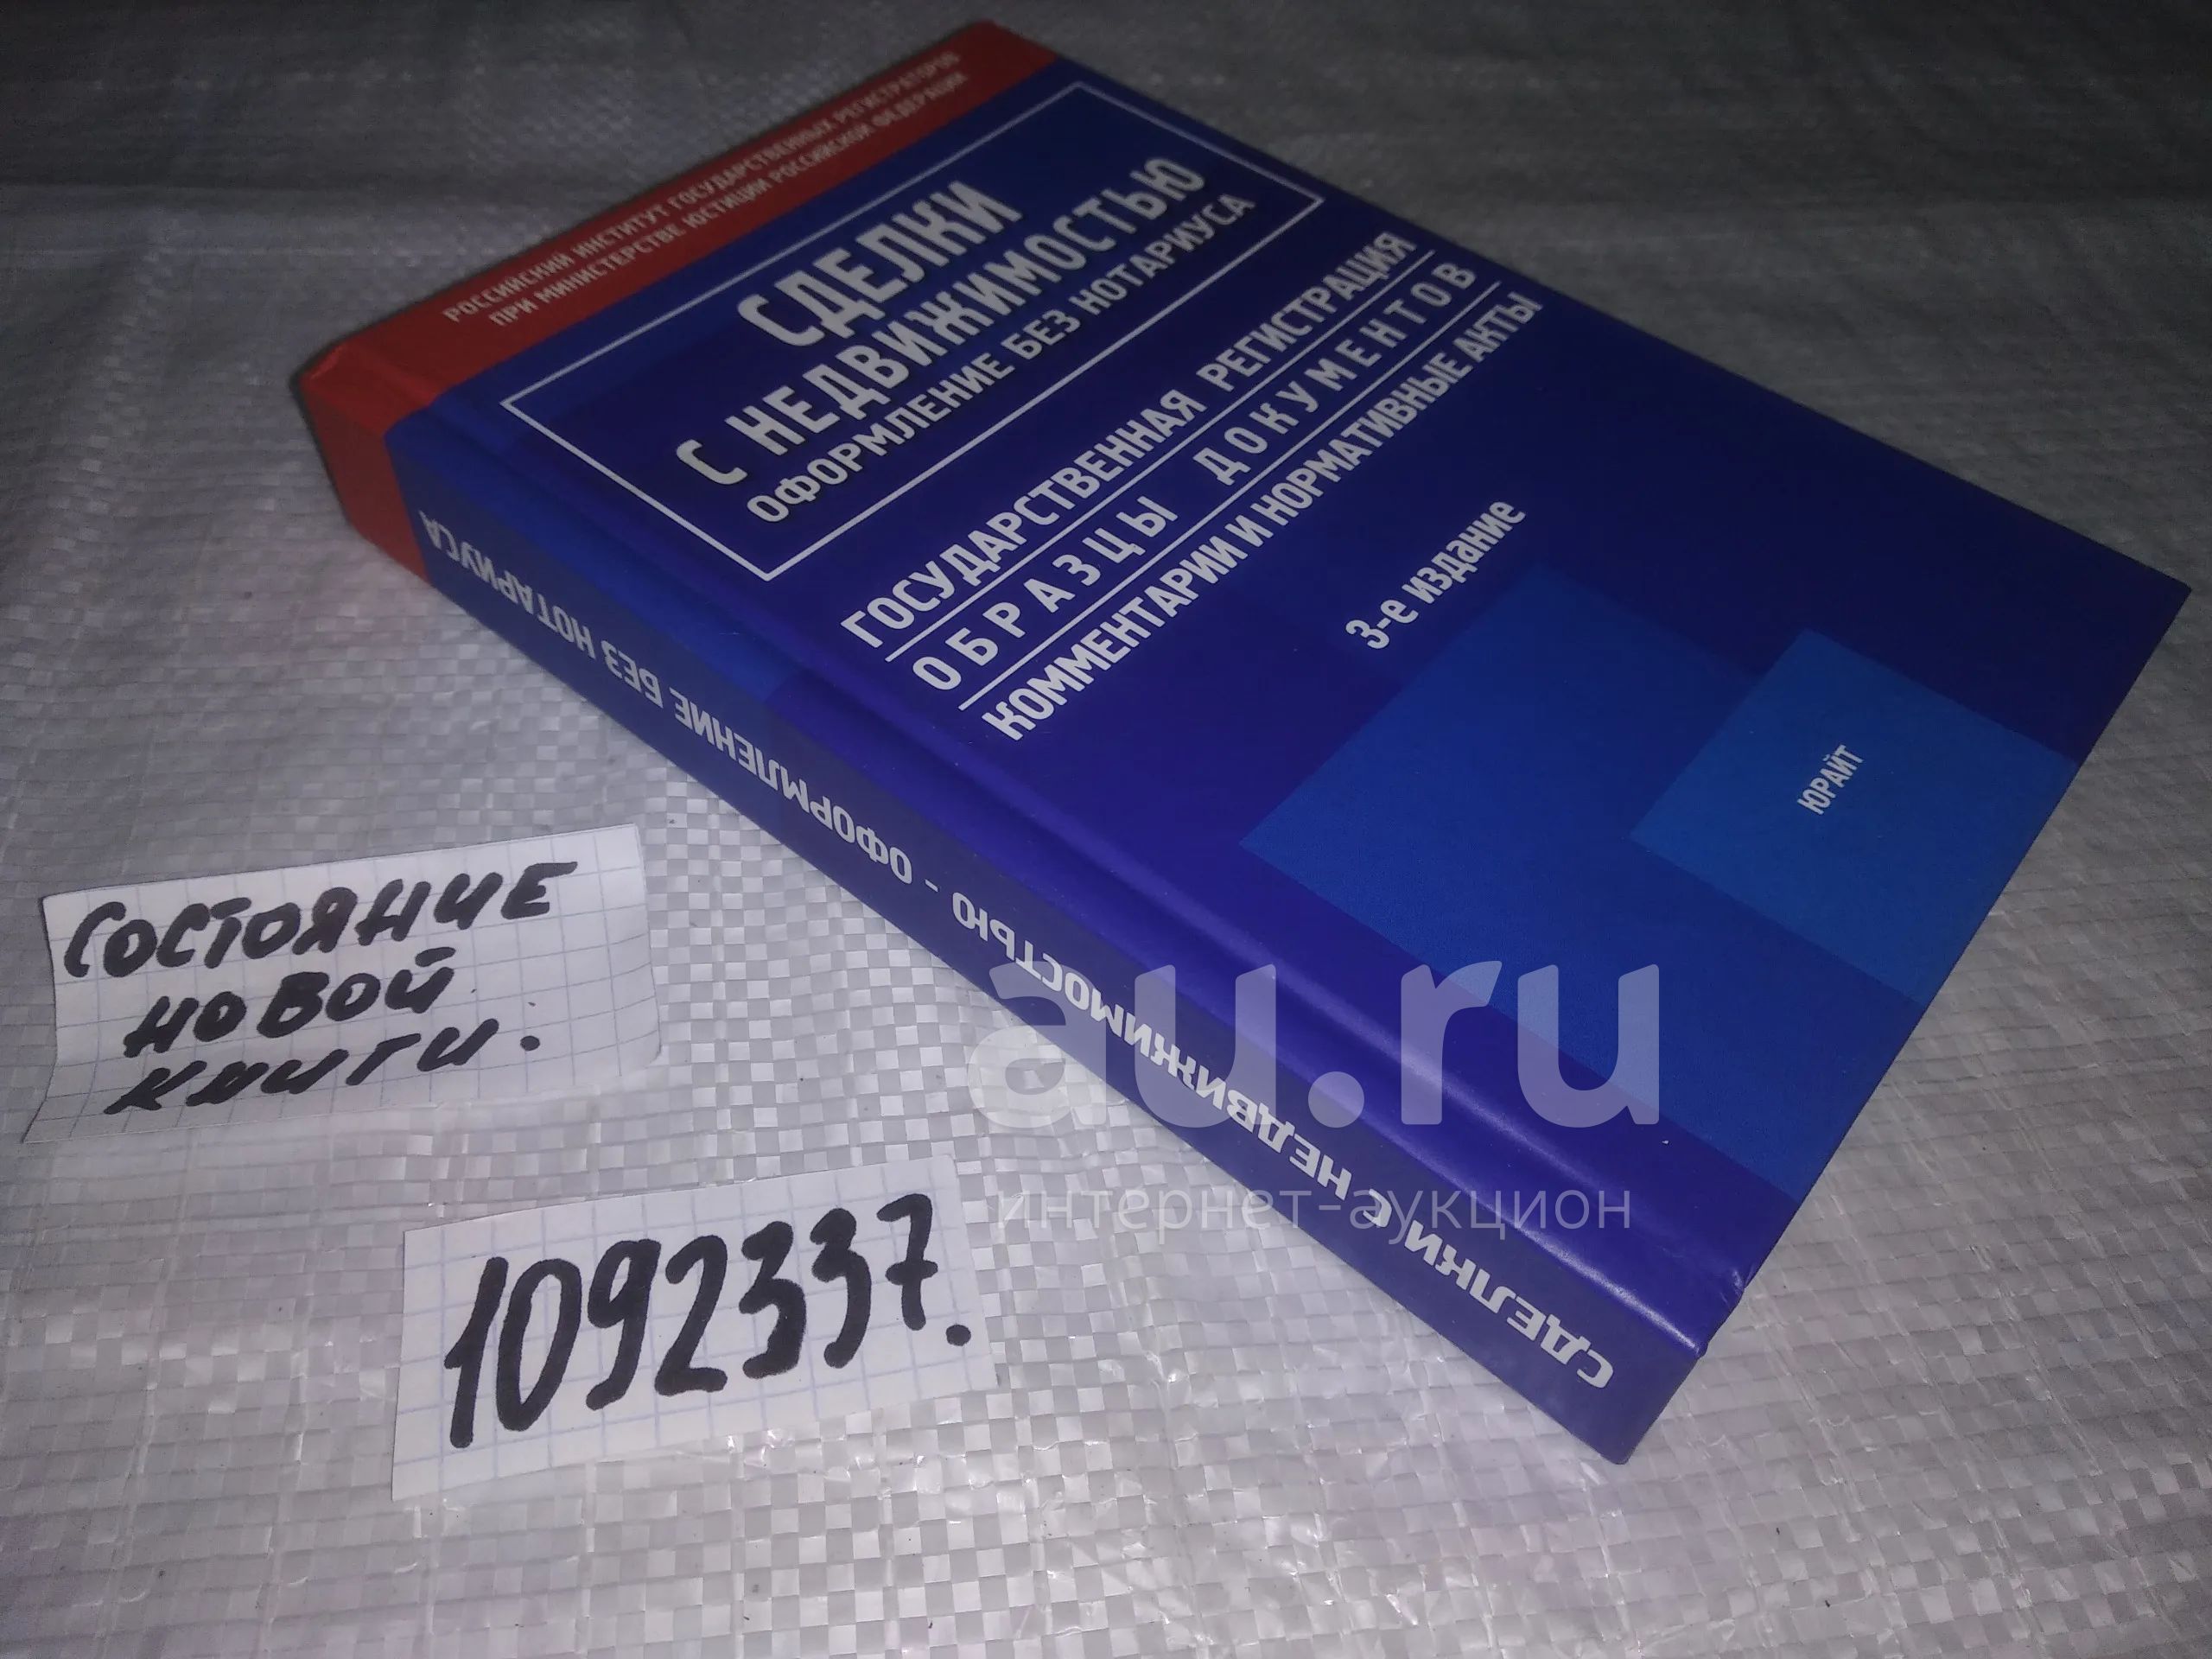 РОССИЙСКИЙ ИНСТИТУТ ГОСУДАРСТВЕННЫХ РЕГИСТРАТОРОВ
ПРИ МИНИСТЕРСТВЕ ЮСТИЦИИ РОССИЙСКОЙ ФЕДЕРАЦИИ
СДЕЛКИ
С НЕДВИЖИМОСТЬЮ
ОФОРМЛЕНИЕ БЕЗ НОТАРИУСА
ГОСУДАРСТВЕННАЯ РЕГИСТРАЦИЯ
ОБРАЗЦЫ ДОКУМЕНТОВ
КОММЕНТАРИИ И НОРМАТИВНЫЕ АКТЫ
3-е издание
ЮРАЙТ
СДЕЛКИ С НЕДВИЖИМОСТЬЮ - ОФОРМЛЕНИЕ БЕЗ НОТАРИУСА
СОСТОЯНИЕ
НОВОЙ
КНИГИ.
1092337.
au.ru
интернет-аукцион